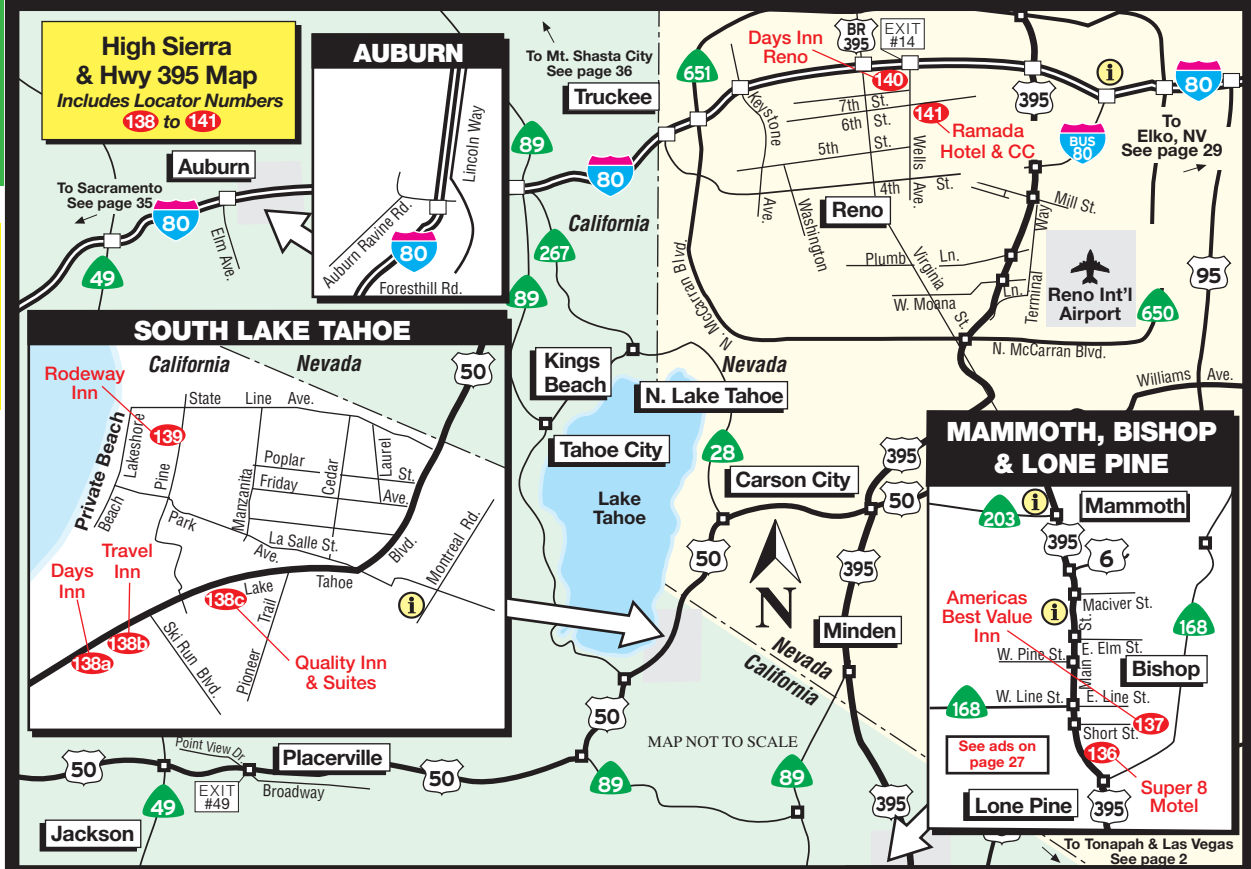 High Sierra
& Hwy 395 Map
Includes Locator Numbers
138 to 141
AUBURN
Lincoln Way
Auburn Ravine Rd.
80
Foresthill Rd.
To Mt. Shasta City
See page 36
Truckee
89
80
California
267
89
Auburn
To Sacramento
See page 35
80
Elm Ave.
49
651
Days Inn
Reno
140
BR
395
EXIT
#14
395
i
80
To
Elko, NV
See page 29
Keystone
Ave.
7th St.
6th St.
5th St.
4th St.
Wells
Ave.
141
Ramada
Hotel & CC
BUS
80
Washington
Reno
Mill St.
Terminal
Way
Plumb Ln.
Virginia
St.
W. Moana
Ln.
Reno Int'l
Airport
650
95
N. McCarran Blvd.
N. McCarran Blvd.
Nevada
Williams Ave.
SOUTH LAKE TAHOE
California
Nevada
50
Rodeway
Inn
139
State Line Ave.
Private Beach
Lakeshore
Beach
Pine
Park
Ave.
Manzanita
Poplar
St.
Friday
Ave.
Cedar
Laurel
La Salle St.
Lake
Tahoe
Blvd.
Montreal Rd.
i
Travel
Inn
Days
Inn
138a
138b
138c
Quality Inn
& Suites
Ski Run Blvd.
Pioneer
Trail
Kings
Beach
N. Lake Tahoe
Tahoe City
Lake
Tahoe
28
Carson City
395
50
50
N
395
Minden
Nevada
California
50
MAP NOT TO SCALE
89
89
395
50
Point View Dr.
Placerville
50
EXIT
#49
Broadway
49
Jackson
MAMMOTH, BISHOP
& LONE PINE
203
i
Mammoth
395
6
Americas
Best Value
Inn
i
Maciver St.
168
E. Elm St.
W. Pine St.
Main
St.
Bishop
W. Line St.
E. Line St.
168
137
Short St.
136
See ads on
page 27
Super 8
Motel
Lone Pine
395
To Tonapah & Las Vegas
See page 2